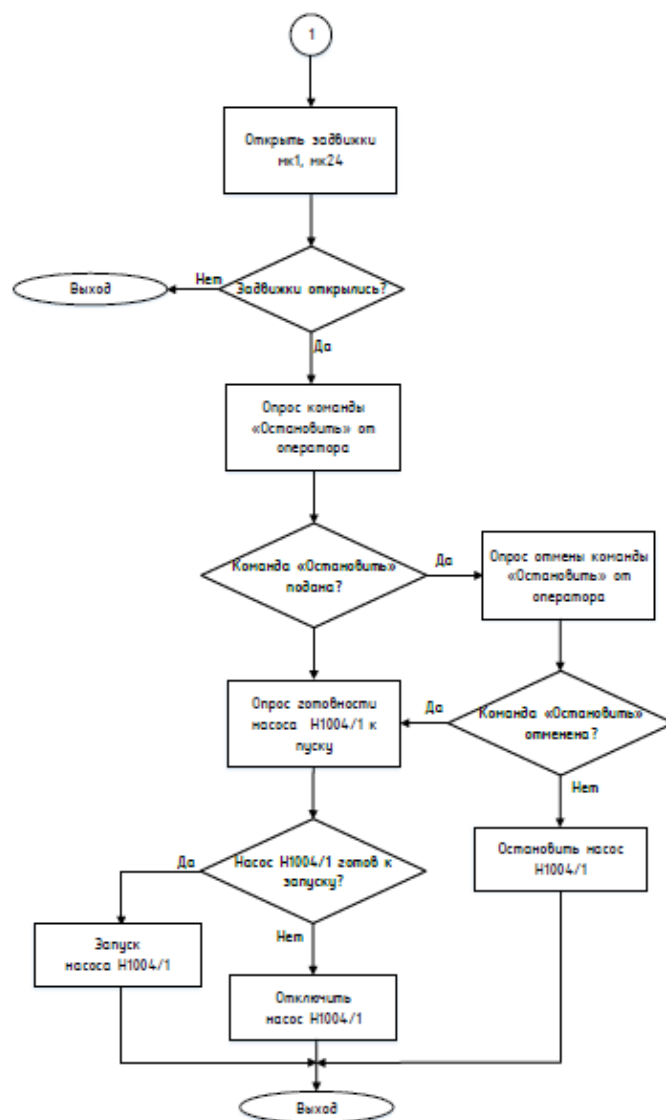 1
Открыть задвижки
мк1, мк24
Нет
Выход
Задвижки открылись?
Да
Опрос команды
«Остановить» от
оператора
Команда «Остановить»
подана?
Да
Опрос отмены команды
«Остановить» от
оператора
Опрос готовности
насоса Н1004/1 к
пуску
Да
Команда «Остановить»
отменена?
Нет
Остановить насос
Н1004/1
Да
Насос Н1004/1 готов к
запуску?
Нет
Запуск
насоса Н1004/1
Отключить
насос Н1004/1
Выход